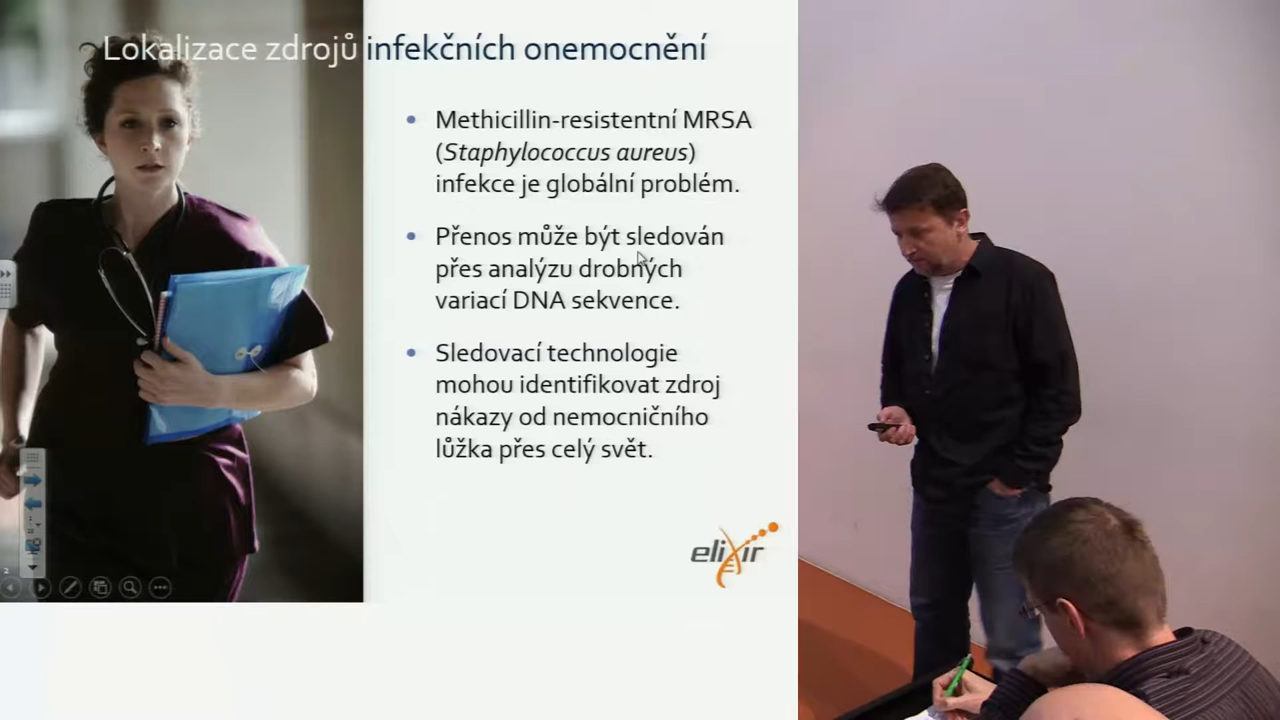 Lokalizace zdrojů infekčních onemocnění
• Methicillin-resistentní MRSA
(Staphylococcus aureus)
infekce je globální problém.
• Přenos může být sledován
přes analýzu drobných
variací DNA sekvence.
• Sledovací technologie
mohou identifikovat zdroj
nákazy od nemocničního
lůžka přes celý svět.
elixir
2